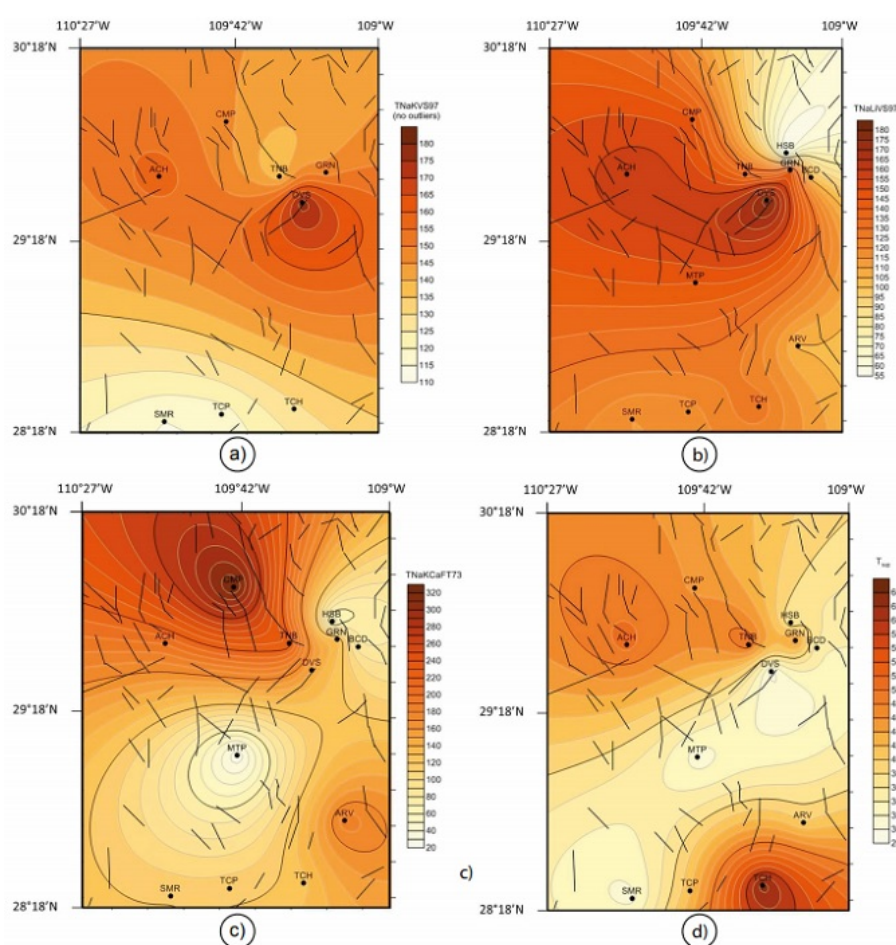 110°27'W 109°42'W 109°W
30°18'N
29°18'N
28°18'N
TNaKVS97
(no outliers)
180
175
170
165
160
155
150
145
140
135
130
125
120
115
110
CMP
ACH
TNB
GRN
DVS
SMR
TCP
TCH
a)
110°27'W 109°42'W 109°W
30°18'N
29°18'N
28°18'N
TNaLiVS97
180
175
170
165
160
155
150
145
140
135
130
125
120
115
110
105
100
95
90
85
80
75
70
65
60
55
CMP
HSB
ACH
TNB
GRN
BCD
DVS
MTP
ARV
SMR
TCP
TCH
b)
110°27'W 109°42'W 109°W
30°18'N
29°18'N
28°18'N
TNaKCaFT73
320
300
280
260
240
220
200
180
160
140
120
100
80
60
40
20
CMP
HSB
ACH
TNB
GRN
BCD
DVS
MTP
ARV
SMR
TCP
TCH
c)
c)
110°27'W 109°42'W 109°W
30°18'N
29°18'N
28°18'N
CMP
HSB
ACH
TNB
GRN
BCD
DVS
MTP
ARV
SMR
TCP
TCH
d)